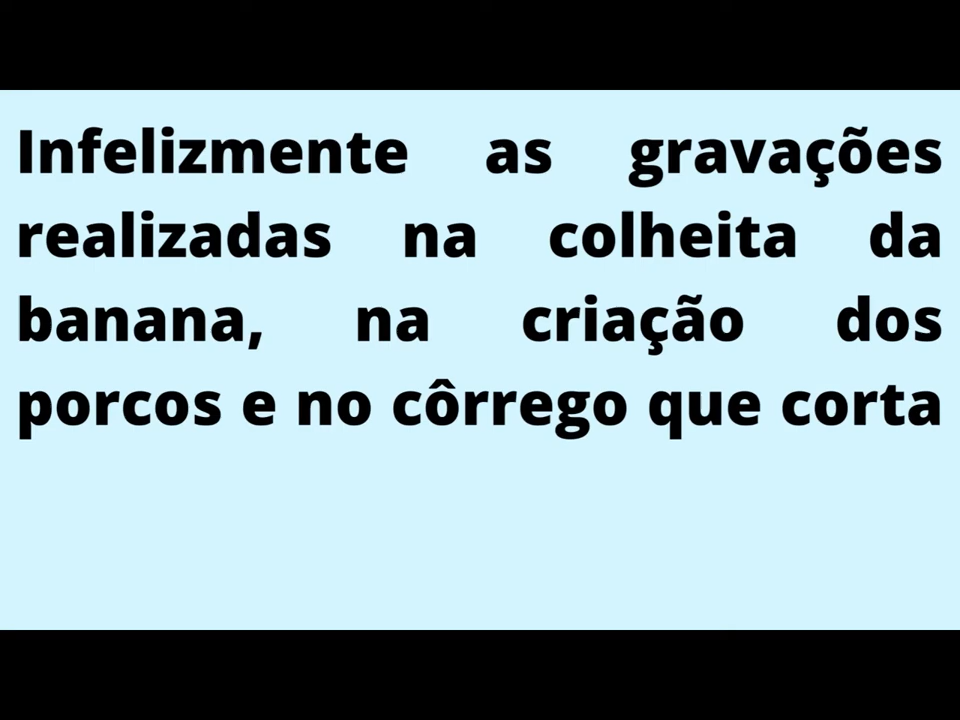 Infelizmente as gravações
realizadas na colheita da
banana, na criação dos
porcos e no côrrego que corta